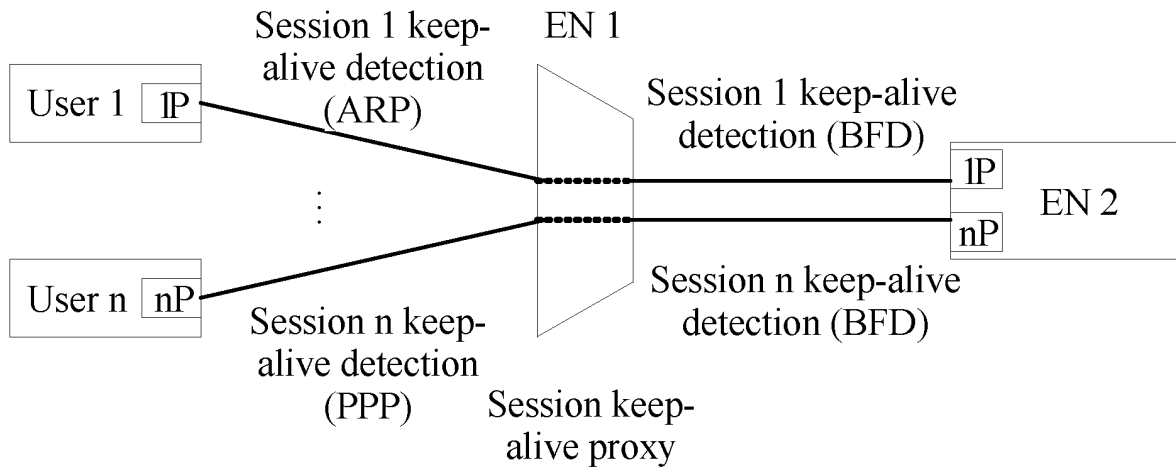 Session 1 keep-
alive detection
(ARP)
EN 1
User 1
1P
Session 1 keep-alive
detection (BFD)
1P
nP
EN 2
User n
nP
Session n keep-
alive detection
(PPP)
Session n keep-alive
detection (BFD)
Session keep-
alive proxy